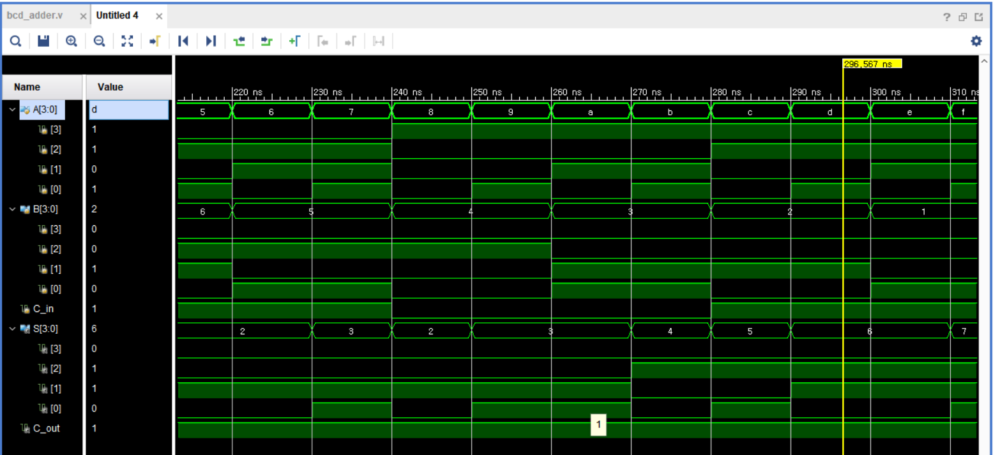 bcd_adder.v × Untitled 4 × ?
296,567 ns
Name Value 220 ns 230 ns 240 ns 250 ns 260 ns 270 ns 280 ns 290 ns 300 ns 310 ns
A[3:0] d 5 6 7 8 9 a b c d e f
[3] 1
[2] 1
[1] 0
[0] 1
B[3:0] 2 6 5 4 3 2 1
[3] 0
[2] 0
[1] 1
[0] 0
C_in 1
S[3:0] 6 2 3 2 3 4 5 6 7
[3] 0
[2] 1
[1] 1
[0] 0
C_out 1 1